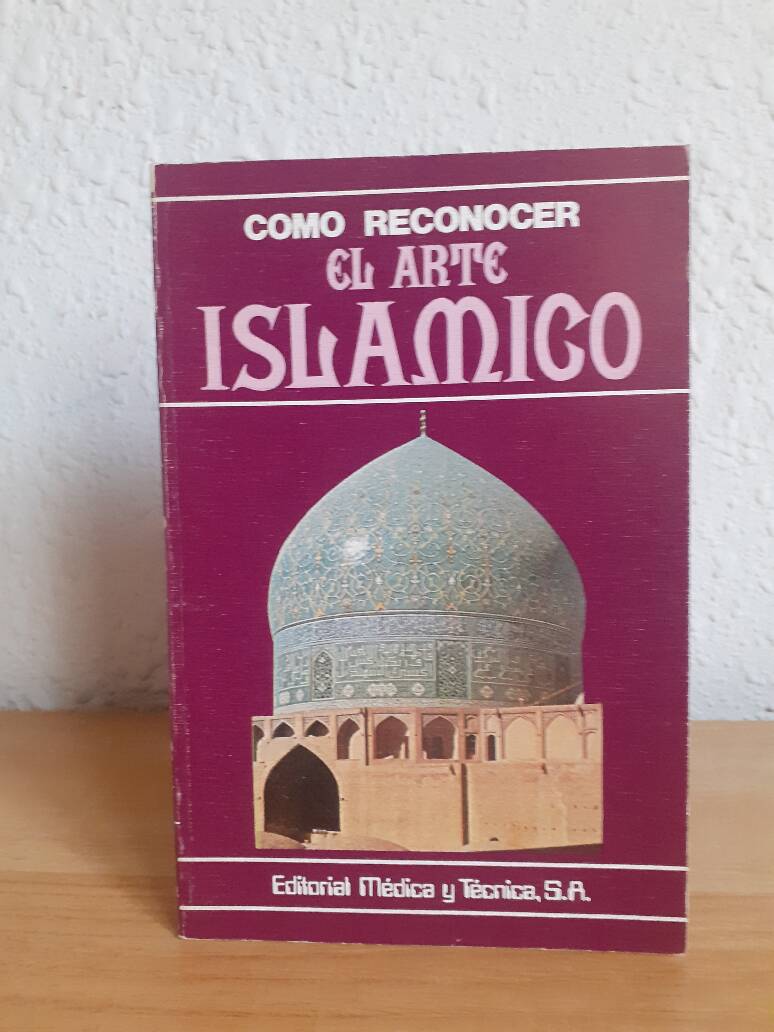 COMO RECONOCER
EL ARTE
ISLAMICO
Editorial Médica y Técnica, S.A.